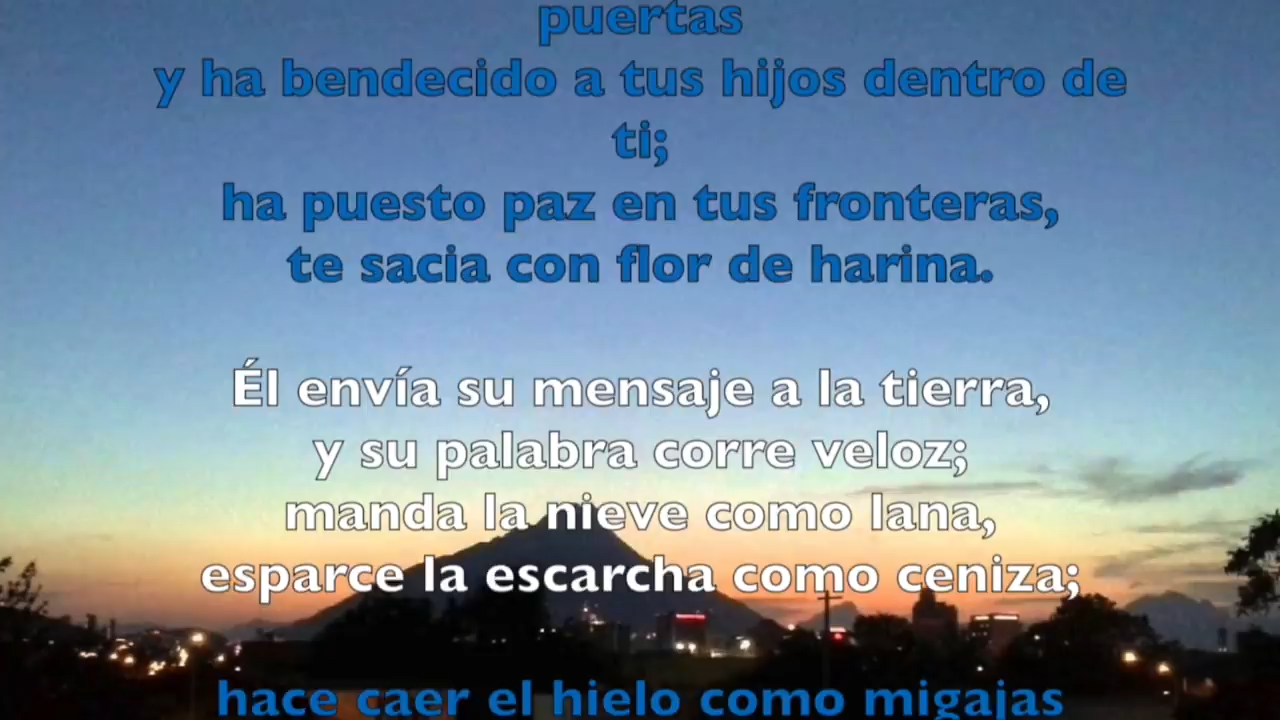 puertas
y ha bendecido a tus hijos dentro de
ti;
ha puesto paz en tus fronteras,
te sacia con flor de harina.
Él envía su mensaje a la tierra,
y su palabra corre veloz;
manda la nieve como lana,
esparce la escarcha como ceniza;
hace caer el hielo como migajas